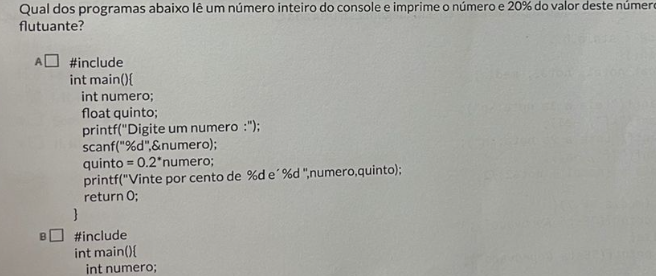 Qual dos programas abaixo lê um número inteiro do console e imprime o número e 20% do valor deste
flutuante?
A #include
int main(){
int numero;
float quinto;
printf("Digite um numero :");
scanf("%d",&numero);
quinto = 0.2*numero;
printf("Vinte por cento de %d e´%d ",numero,quinto);
return 0;
}
B #include
int main(){
int numero;